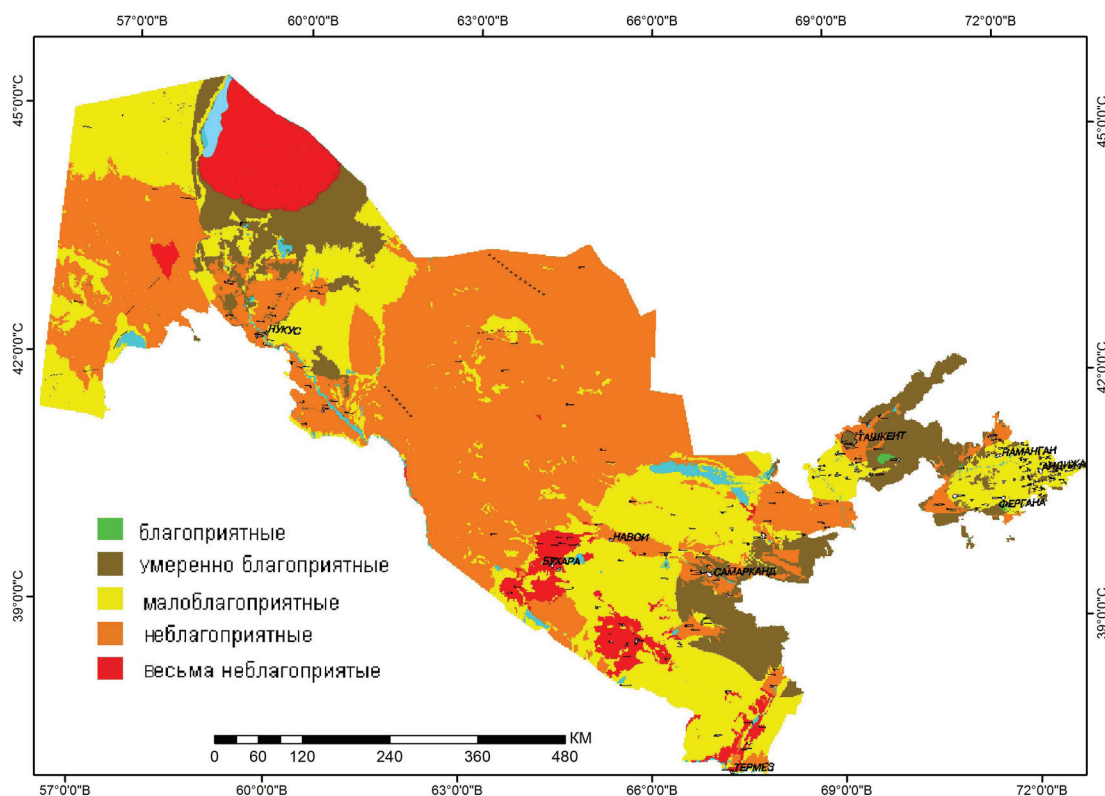 57°0'0"В 60°0'0"В 63°0'0"В 66°0'0"В 69°0'0"В 72°0'0"В
45°0'0"С
45°0'0"С
НУКУС
42°0'0"С
42°0'0"С
ТАШКЕНТ
НАМАНГАН
АНДИЖА
ФЕРГАНА
НАВОИ
БУХАРА
САМАРКАНД
39°0'0"С
39°0'0"С
благоприятные
умеренно благоприятные
малоблагоприятные
неблагоприятные
весьма неблагоприятые
КМ
0 60 120 240 360 480
ТЕРМЕЗ
57°0'0"В 60°0'0"В 63°0'0"В 66°0'0"В 69°0'0"В 72°0'0"В